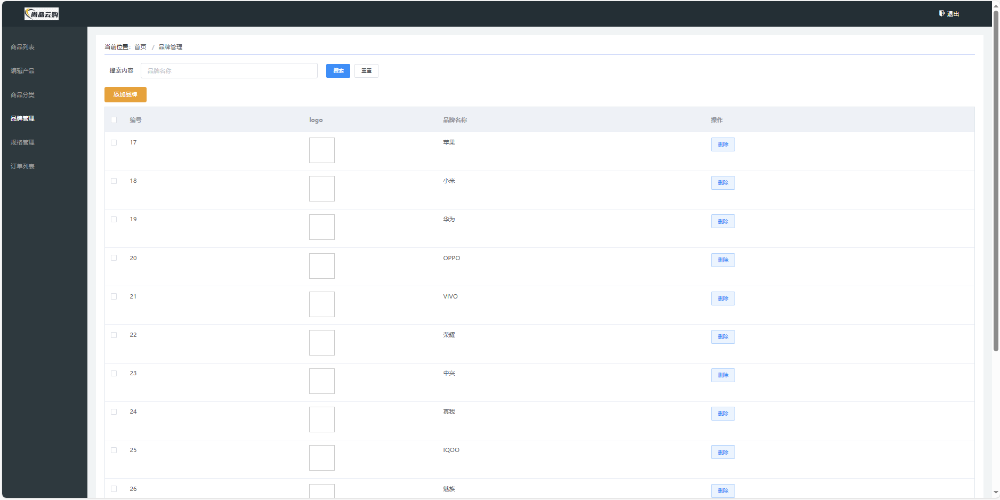 尚品云购
退出
商品列表
编辑产品
商品分类
品牌管理
规格管理
订单列表
当前位置：首页 / 品牌管理
搜索内容 品牌名称 搜索 重置
添加品牌
编号 logo 品牌名称 操作
17 苹果 删除
18 小米 删除
19 华为 删除
20 OPPO 删除
21 VIVO 删除
22 荣耀 删除
23 中兴 删除
24 真我 删除
25 IQOO 删除
26 魅族 删除